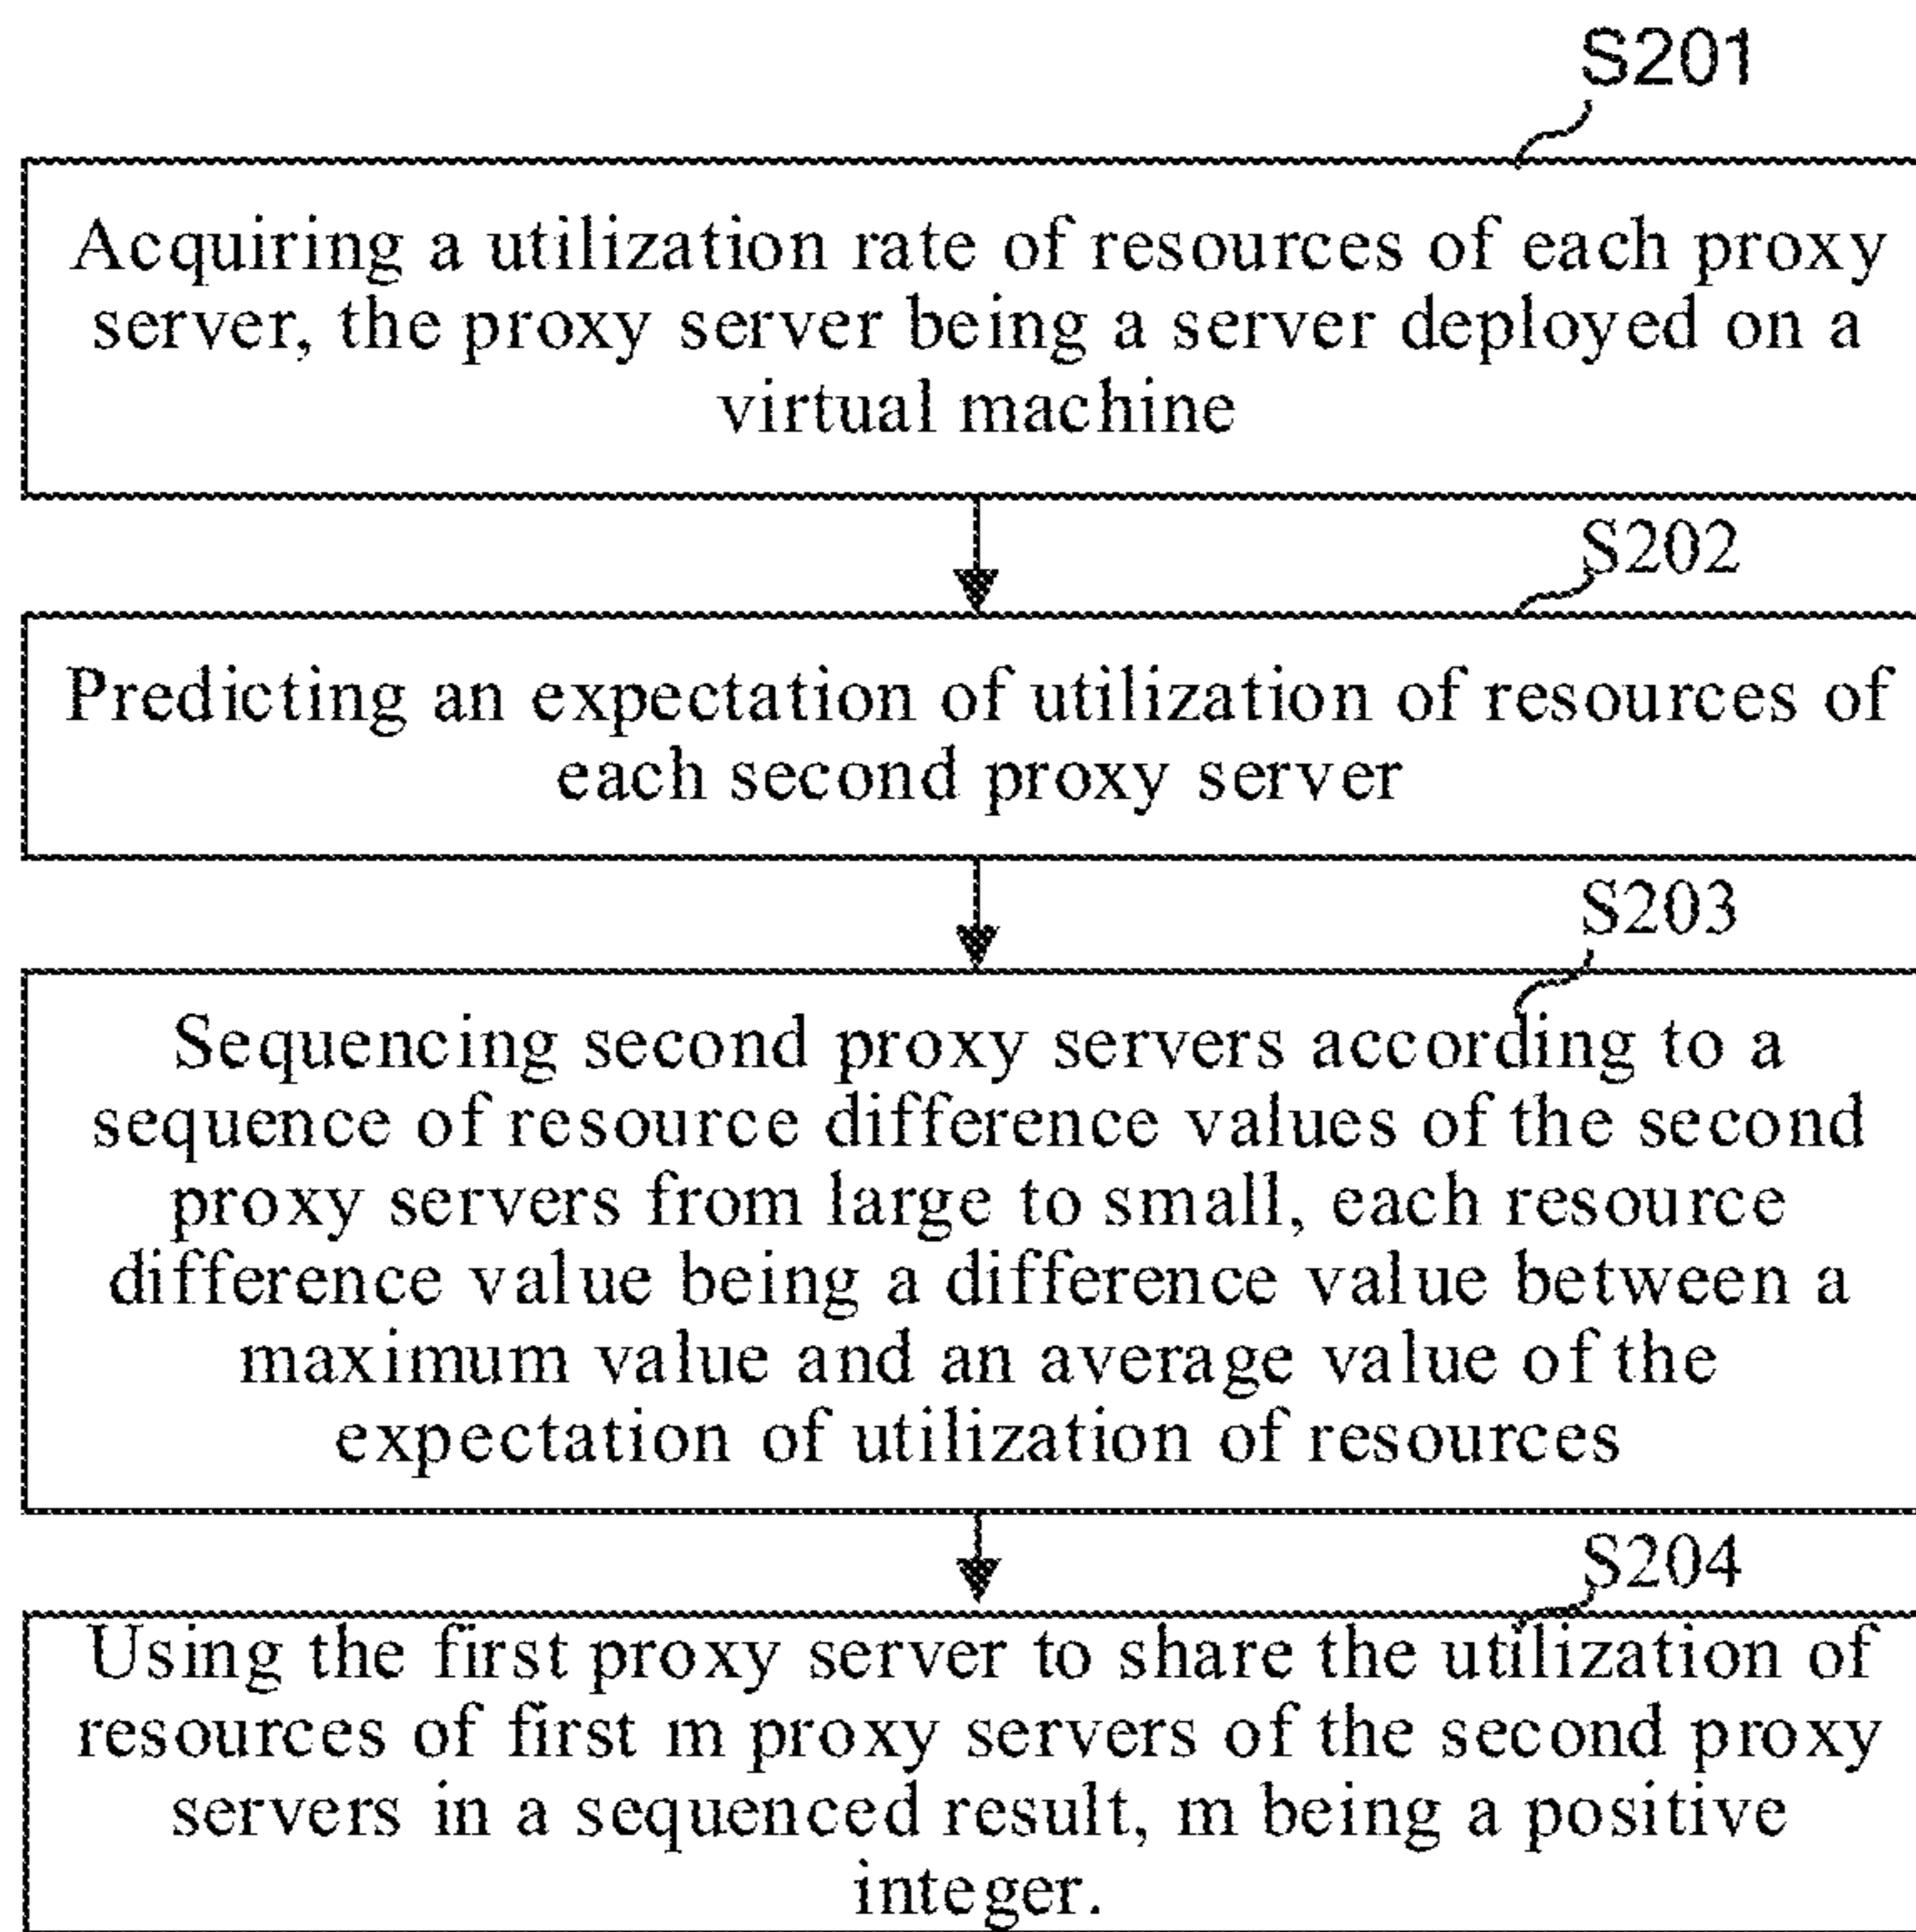 S201
Acquiring a utilization rate of resources of each proxy
server, the proxy server being a server deployed on a
virtual machine
S202
Predicting an expectation of utilization of resources of
each second proxy server
S203
Sequencing second proxy servers according to a
sequence of resource difference values of the second
proxy servers from large to small, each resource
difference value being a difference value between a
maximum value and an average value of the
expectation of utilization of resources
S204
Using the first proxy server to share the utilization of
resources of first m proxy servers of the second proxy
servers in a sequenced result, m being a positive
integer.